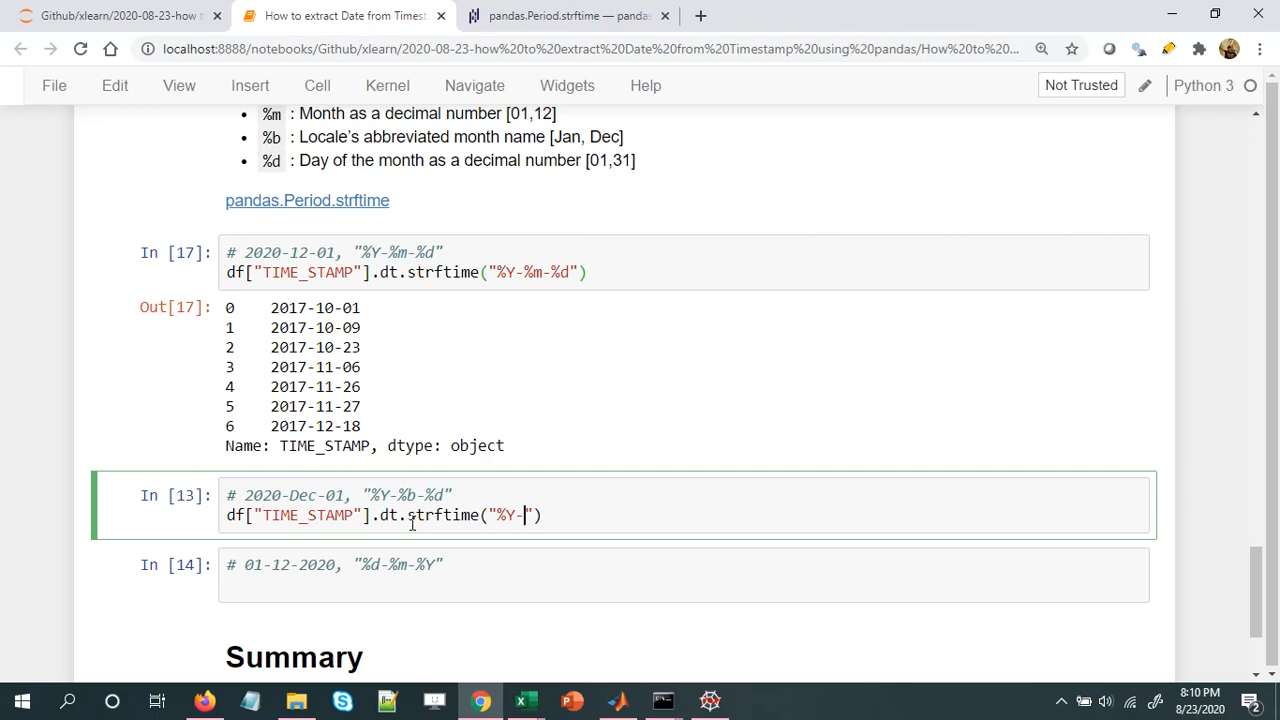 Github/xlearn/2020-08-23-how t
How to extract Date from Timest
pandas.Period.strftime — pandas
localhost:8888/notebooks/Github/xlearn/2020-08-23-how%20to%20extract%20Date%20from%20Timestamp%20using%20pandas/How%20to%20...
File Edit View Insert Cell Kernel Navigate Widgets Help
Not Trusted
Python 3
• %m : Month as a decimal number [01,12]
• %b : Locale's abbreviated month name [Jan, Dec]
• %d : Day of the month as a decimal number [01,31]
pandas.Period.strftime
In [17]: # 2020-12-01, "%Y-%m-%d"
df["TIME_STAMP"].dt.strftime("%Y-%m-%d")
Out[17]: 0 2017-10-01
1 2017-10-09
2 2017-10-23
3 2017-11-06
4 2017-11-26
5 2017-11-27
6 2017-12-18
Name: TIME_STAMP, dtype: object
In [13]: # 2020-Dec-01, "%Y-%b-%d"
df["TIME_STAMP"].dt.strftime("%Y-")
In [14]: # 01-12-2020, "%d-%m-%Y"
Summary
8:10 PM
8/23/2020
2